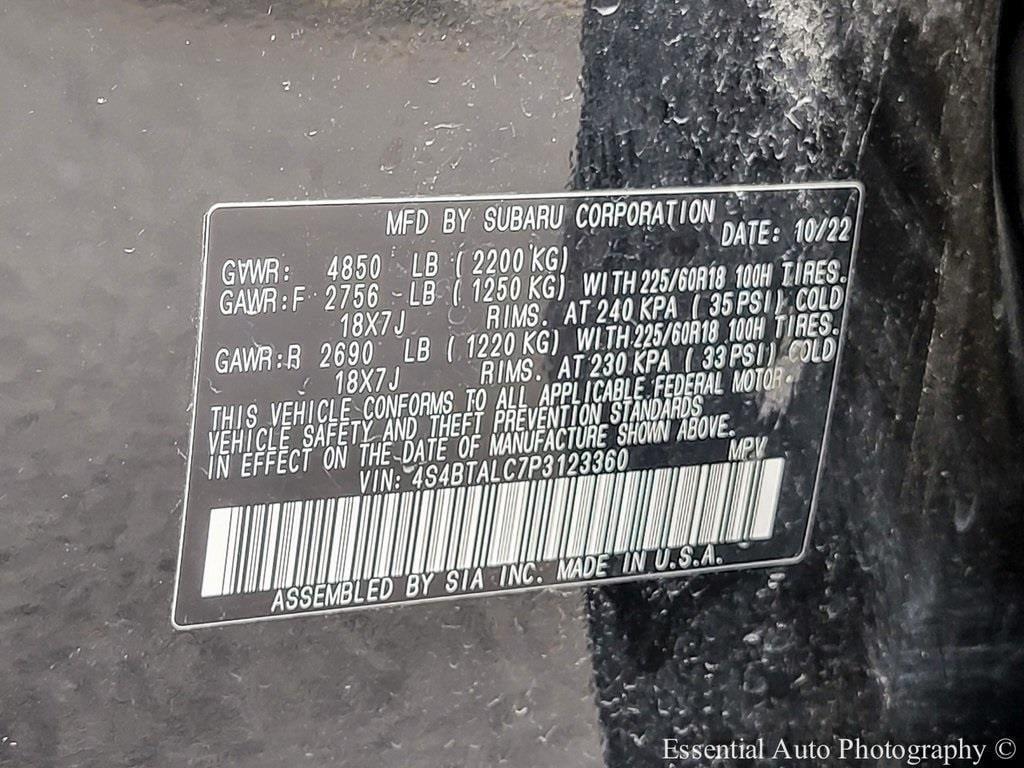 MFD BY SUBARU CORPORATION
DATE: 10/22
GVWR: 4850 LB (2200 KG)
GAWR:F 2756 LB (1250 KG) WITH 225/60R18 100H TIRES.
18X7J RIMS. AT 240 KPA (35 PSI) COLD
GAWR:R 2690 LB (1220 KG) WITH 225/60R18 100H TIRES.
18X7J RIMS. AT 230 KPA (33 PSI) COLD
THIS VEHICLE CONFORMS TO ALL APPLICABLE FEDERAL MOTOR
VEHICLE SAFETY AND THEFT PREVENTION STANDARDS
IN EFFECT ON THE DATE OF MANUFACTURE SHOWN ABOVE.
VIN: 4S4BTALC7P3123360 MPV
ASSEMBLED BY SIA INC. MADE IN U.S.A.
Essential Auto Photography ©